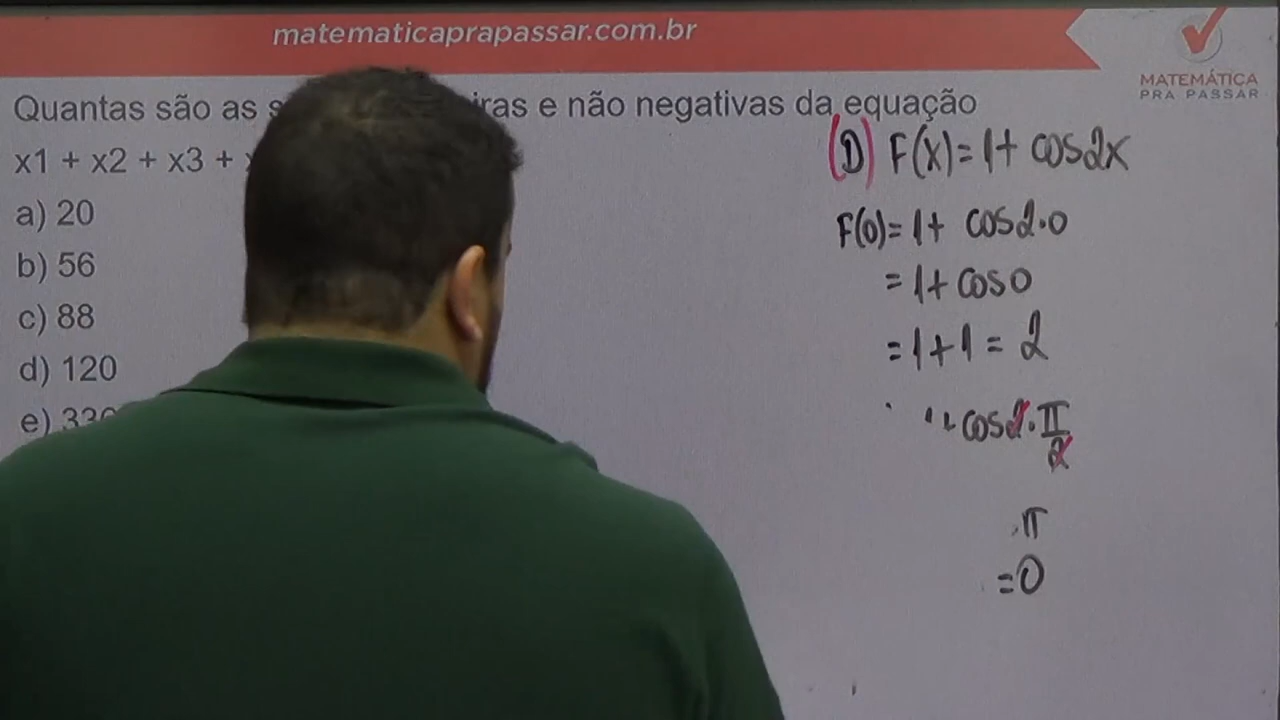 matematicaprapassar.com.br
MATEMÁTICA
PRA PASSAR
Quantas são as e não negativas da equação
x1 + x2 + x3 +
a) 20
b) 56
c) 88
d) 120
e)
(D) F(x)=1+ cos2x
F(0)=1+ cos2.0
=1+ cos0
=1+1=2
cos2.π/2
π
=0